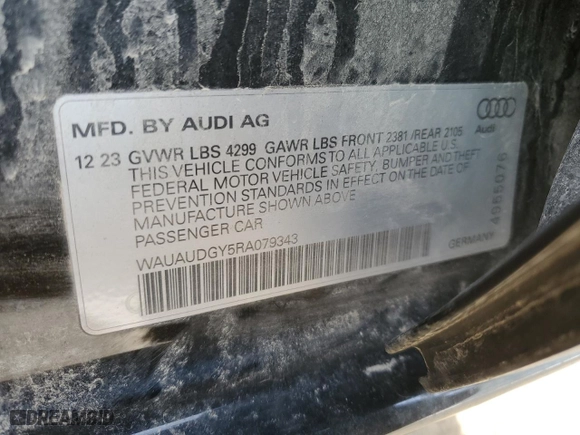 MFD. BY AUDI AG
Audi
12 23 GVWR LBS 4299 GAWR LBS FRONT 2381 /REAR 2105
THIS VEHICLE CONFORMS TO ALL APPLICABLE U.S.
FEDERAL MOTOR VEHICLE SAFETY, BUMPER AND THEFT
PREVENTION STANDARDS IN EFFECT ON THE DATE OF
MANUFACTURE SHOWN ABOVE
PASSENGER CAR
WAUAUDGY5RA079343
GERMANY
DREAMBID